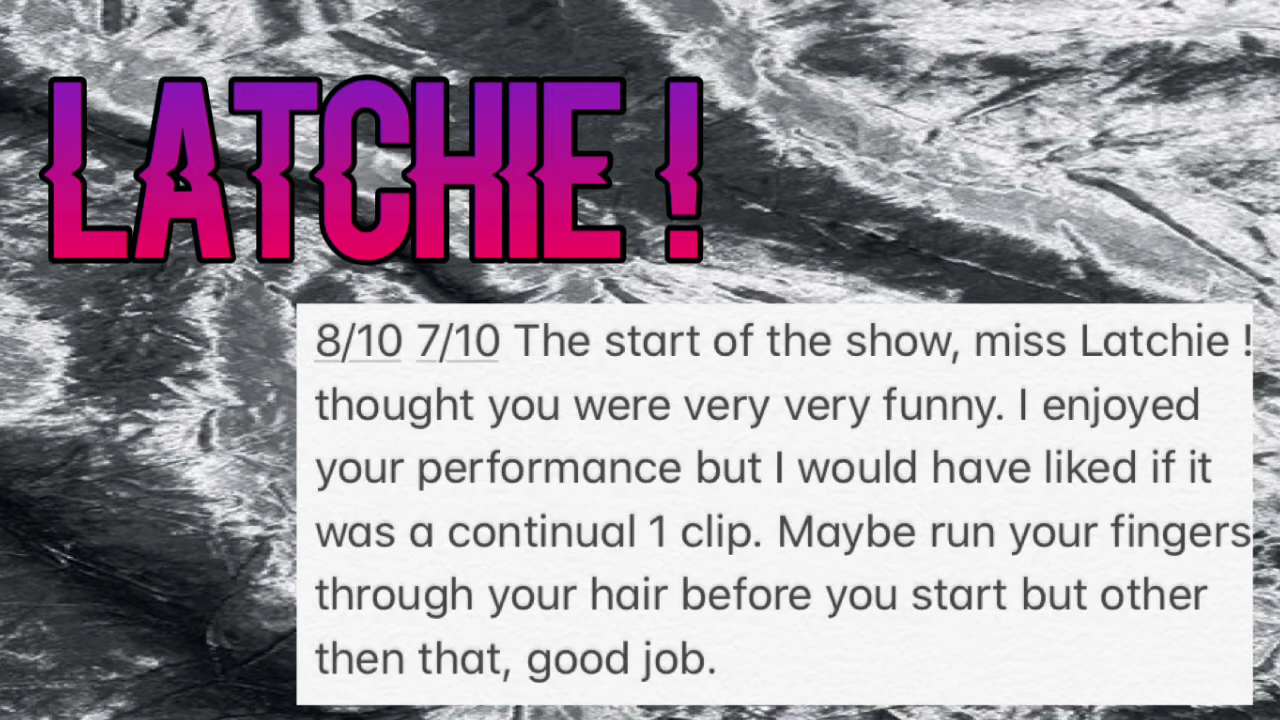 LATCHIE !
8/10 7/10 The start of the show, miss Latchie !
thought you were very very funny. I enjoyed
your performance but I would have liked if it
was a continual 1 clip. Maybe run your fingers
through your hair before you start but other
then that, good job.